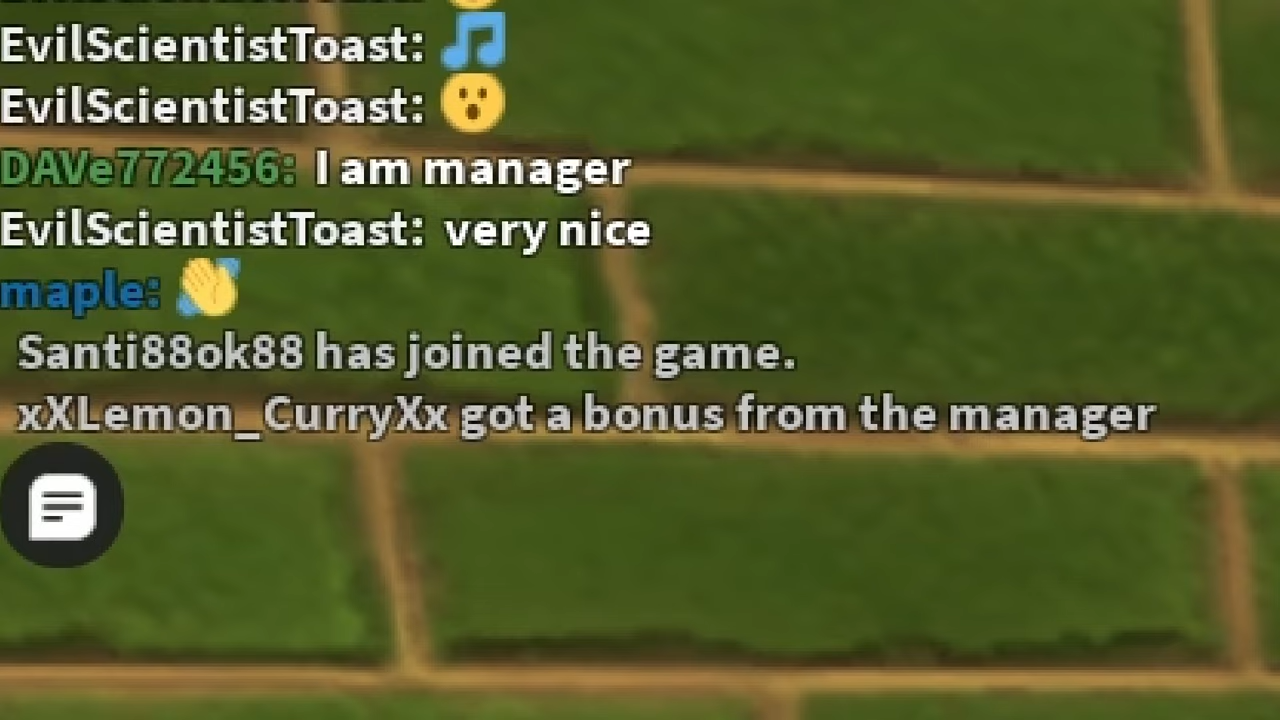 EvilScientistToast: 🎵
EvilScientistToast: 😮
DAVe772456: I am manager
EvilScientistToast: very nice
maple: 👋
Santi88ok88 has joined the game.
xXLemon_CurryXx got a bonus from the manager